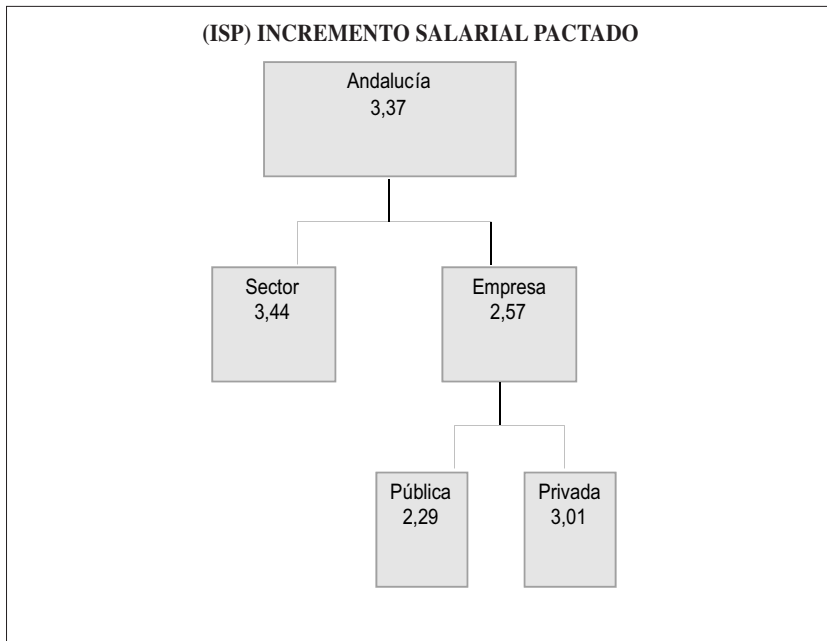 (ISP) INCREMENTO SALARIAL PACTADO
Andalucía
3,37
Sector
3,44
Empresa
2,57
Pública
2,29
Privada
3,01